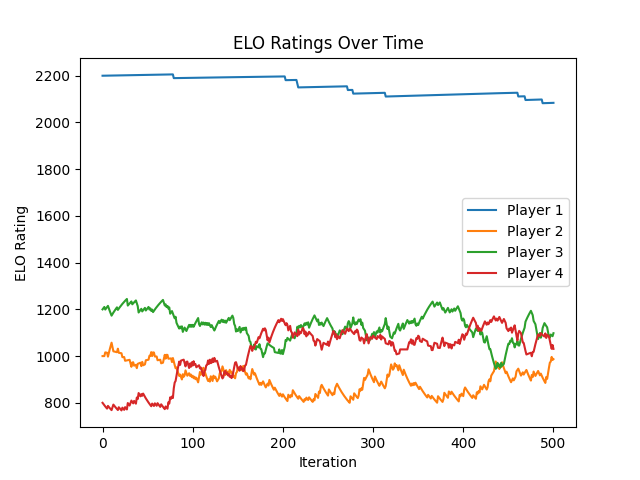 ELO Ratings Over Time
2200
2000
1800
1600
1400
1200
1000
800
ELO Rating
Player 1
Player 2
Player 3
Player 4
0 100 200 300 400 500
Iteration